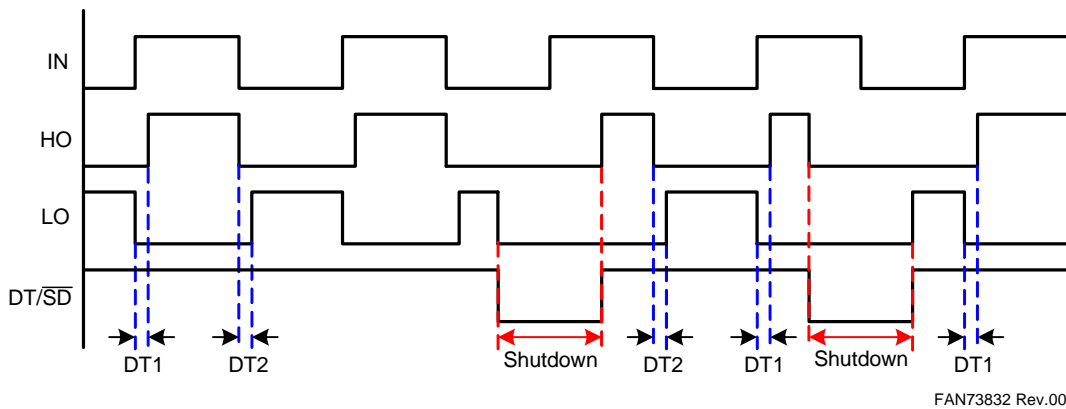 IN
HO
LO
DT/SD
DT1 DT2 Shutdown DT2 DT1 Shutdown DT1
FAN73832 Rev.00